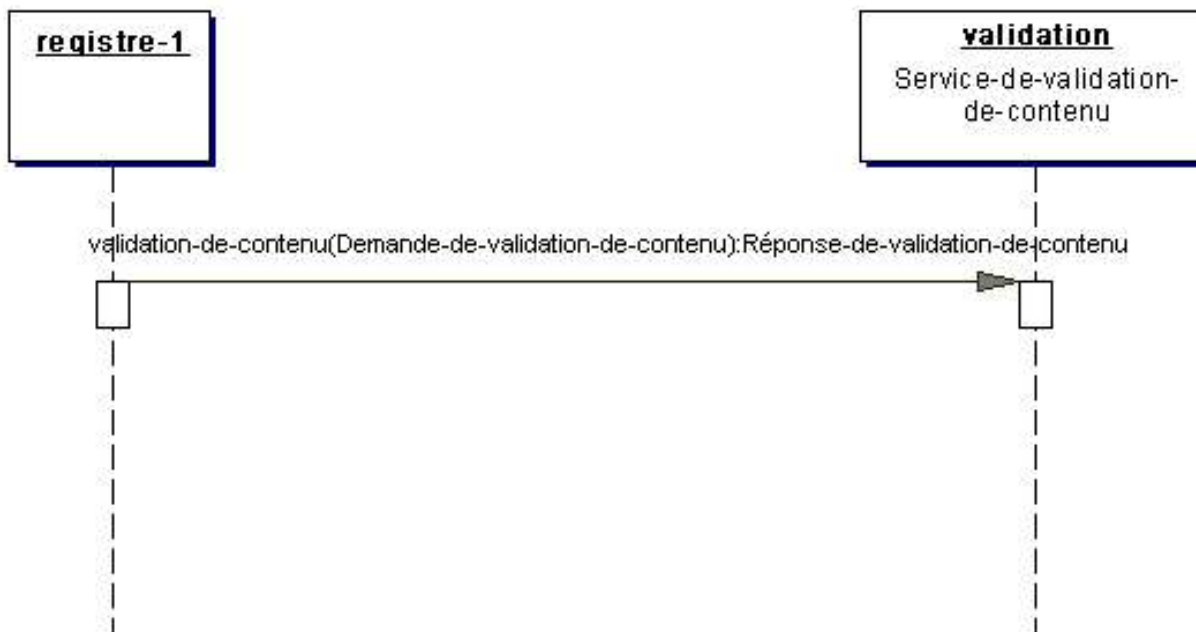 registre-1
validation
Service-de-validation-
de-contenu
validation-de-contenu(Demande-de-validation-de-contenu):Réponse-de-validation-de-contenu